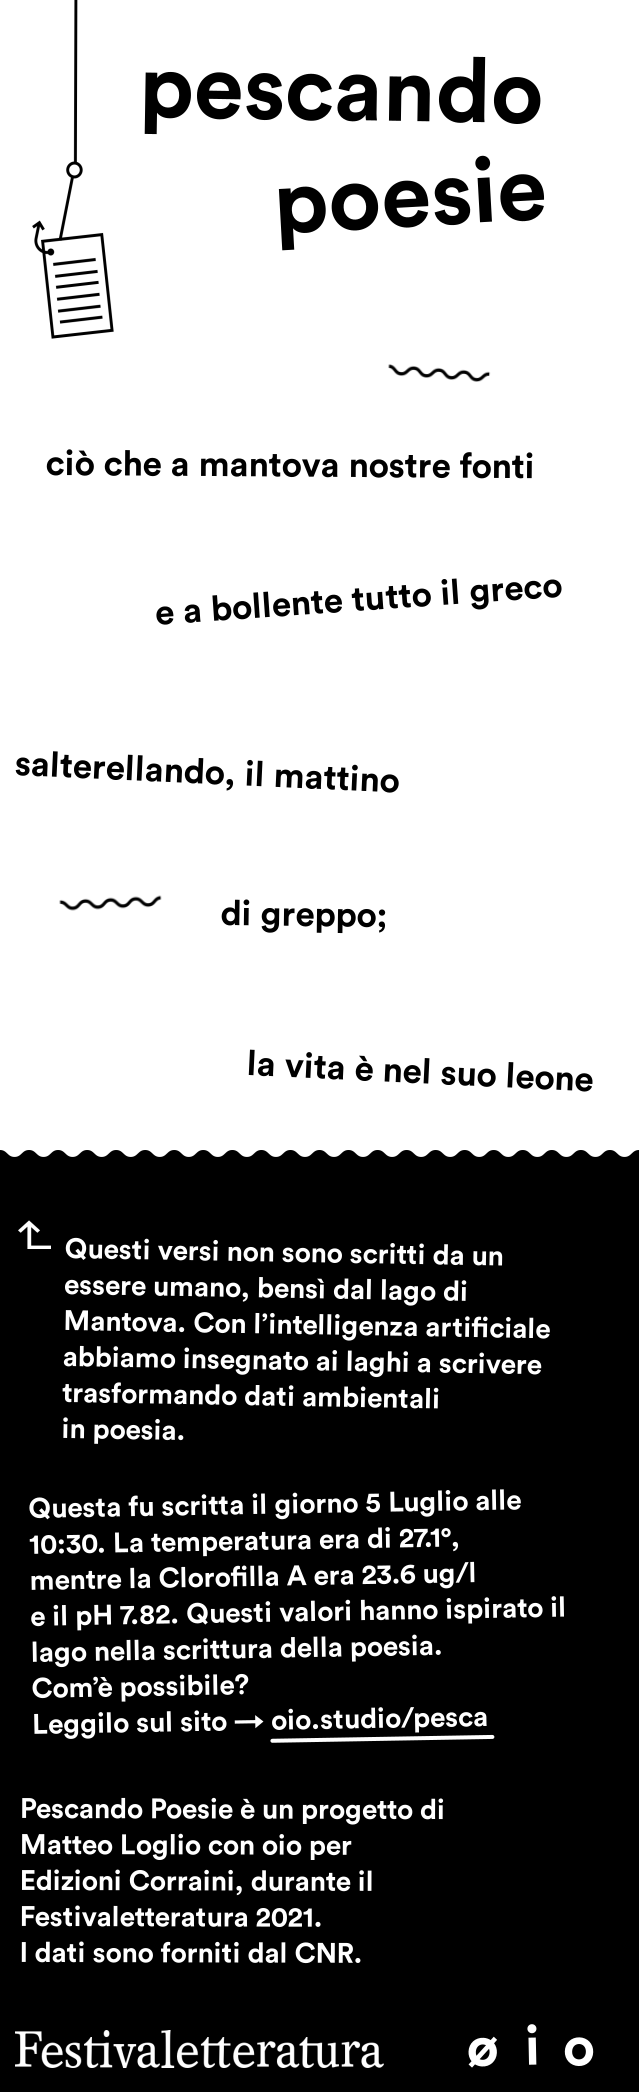 pescando
poesie
ciò che a mantova nostre fonti
e a bollente tutto il greco
salterellando, il mattino
di greppo;
la vita è nel suo leone
Questi versi non sono scritti da un
essere umano, bensì dal lago di
Mantova. Con l’intelligenza artificiale
abbiamo insegnato ai laghi a scrivere
trasformando dati ambientali
in poesia.
Questa fu scritta il giorno 5 Luglio alle
10:30. La temperatura era di 27.1°,
mentre la Clorofilla A era 23.6 ug/l
e il pH 7.82. Questi valori hanno ispirato il
lago nella scrittura della poesia.
Com’è possibile?
Leggilo sul sito → oio.studio/pesca
Pescando Poesie è un progetto di
Matteo Loglio con oio per
Edizioni Corraini, durante il
Festivaletteratura 2021.
I dati sono forniti dal CNR.
Festivaletteratura ø i o